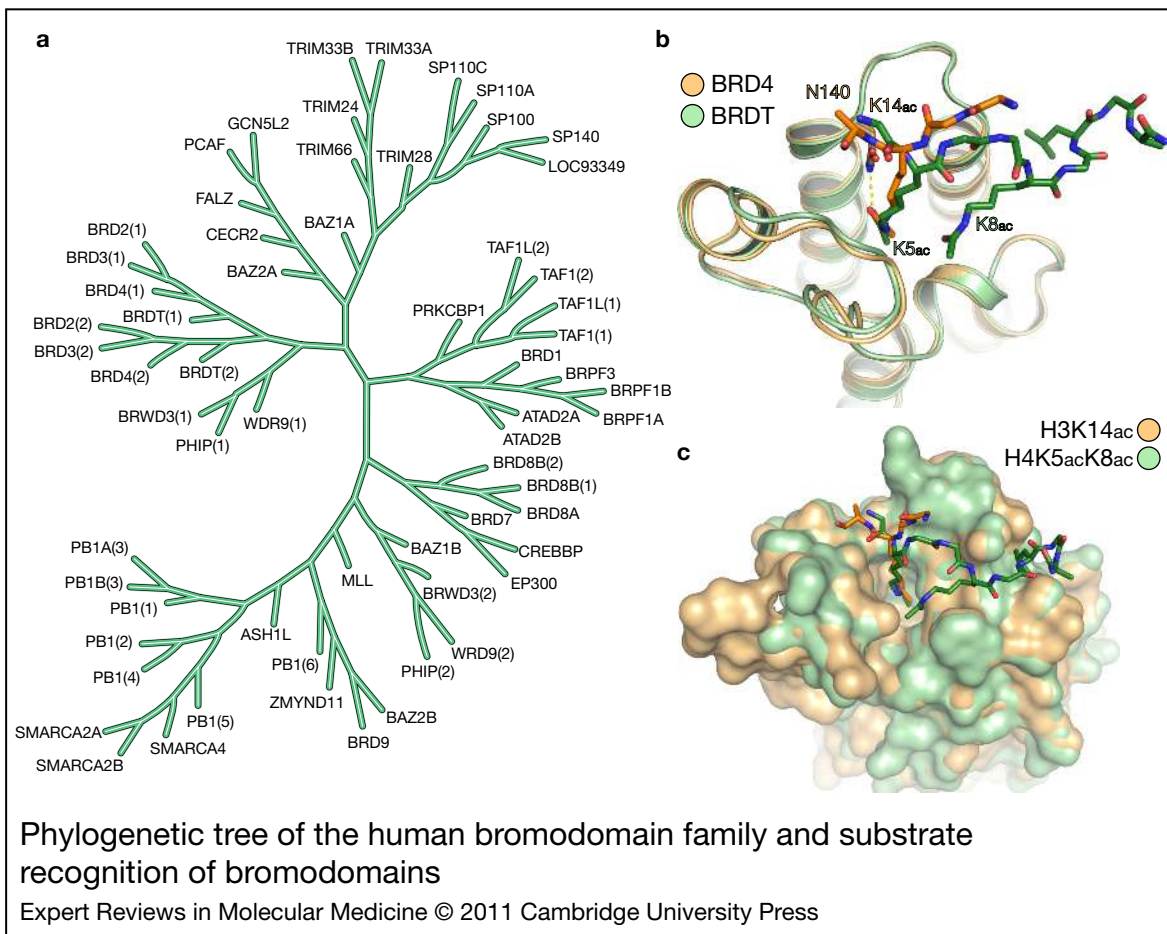 a
TRIM33B
TRIM33A
SP110C
SP110A
TRIM24
SP100
GCN5L2
PCAF
TRIM66
TRIM28
SP140
LOC93349
FALZ
CECR2
BAZ1A
BAZ2A
BRD2(1)
BRD3(1)
BRD4(1)
BRDT(1)
BRD2(2)
BRD3(2)
BRD4(2)
BRDT(2)
BRWD3(1)
PHIP(1)
WDR9(1)
TAF1L(2)
TAF1(2)
PRKCBP1
TAF1L(1)
TAF1(1)
BRD1
BRPF3
BRPF1B
BRPF1A
ATAD2A
ATAD2B
BRD8B(2)
BRD8B(1)
BRD8A
BRD7
CREBBP
EP300
BAZ1B
BRWD3(2)
WRD9(2)
PHIP(2)
MLL
PB1A(3)
PB1B(3)
PB1(1)
PB1(2)
PB1(4)
ASH1L
PB1(6)
ZMYND11
BAZ2B
BRD9
PB1(5)
SMARCA4
SMARCA2A
SMARCA2B
b
BRD4
BRDT
N140
K14ac
K5ac
K8ac
c
H3K14ac
H4K5acK8ac
Phylogenetic tree of the human bromodomain family and substrate
recognition of bromodomains
Expert Reviews in Molecular Medicine © 2011 Cambridge University Press